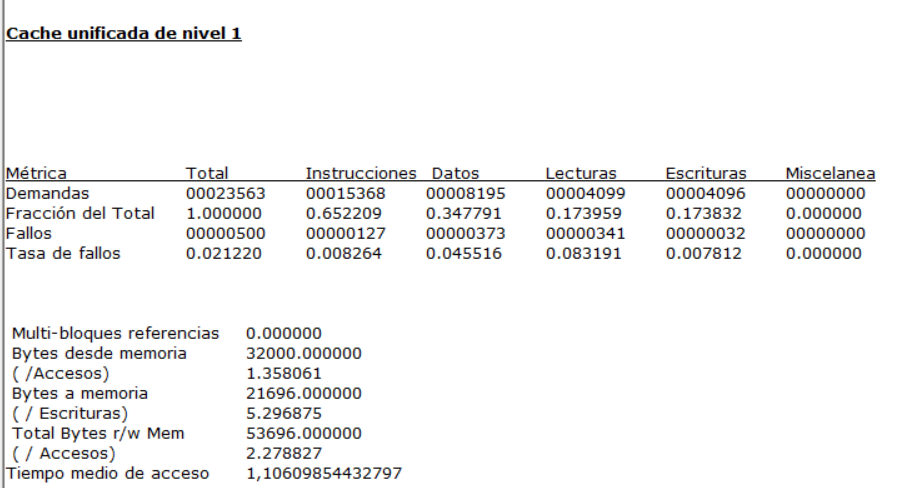 Cache unificada de nivel 1
Métrica Total Instrucciones Datos Lecturas Escrituras Miscelanea
Demandas 00023563 00015368 00008195 00004099 00004096 00000000
Fracción del Total 1.000000 0.652209 0.347791 0.173959 0.173832 0.000000
Fallos 00000500 00000127 00000373 00000341 00000032 00000000
Tasa de fallos 0.021220 0.008264 0.045516 0.083191 0.007812 0.000000
Multi-bloques referencias 0.000000
Bytes desde memoria 32000.000000
( /Accesos) 1.358061
Bytes a memoria 21696.000000
( / Escrituras) 5.296875
Total Bytes r/w Mem 53696.000000
( / Accesos) 2.278827
Tiempo medio de acceso 1,10609854432797